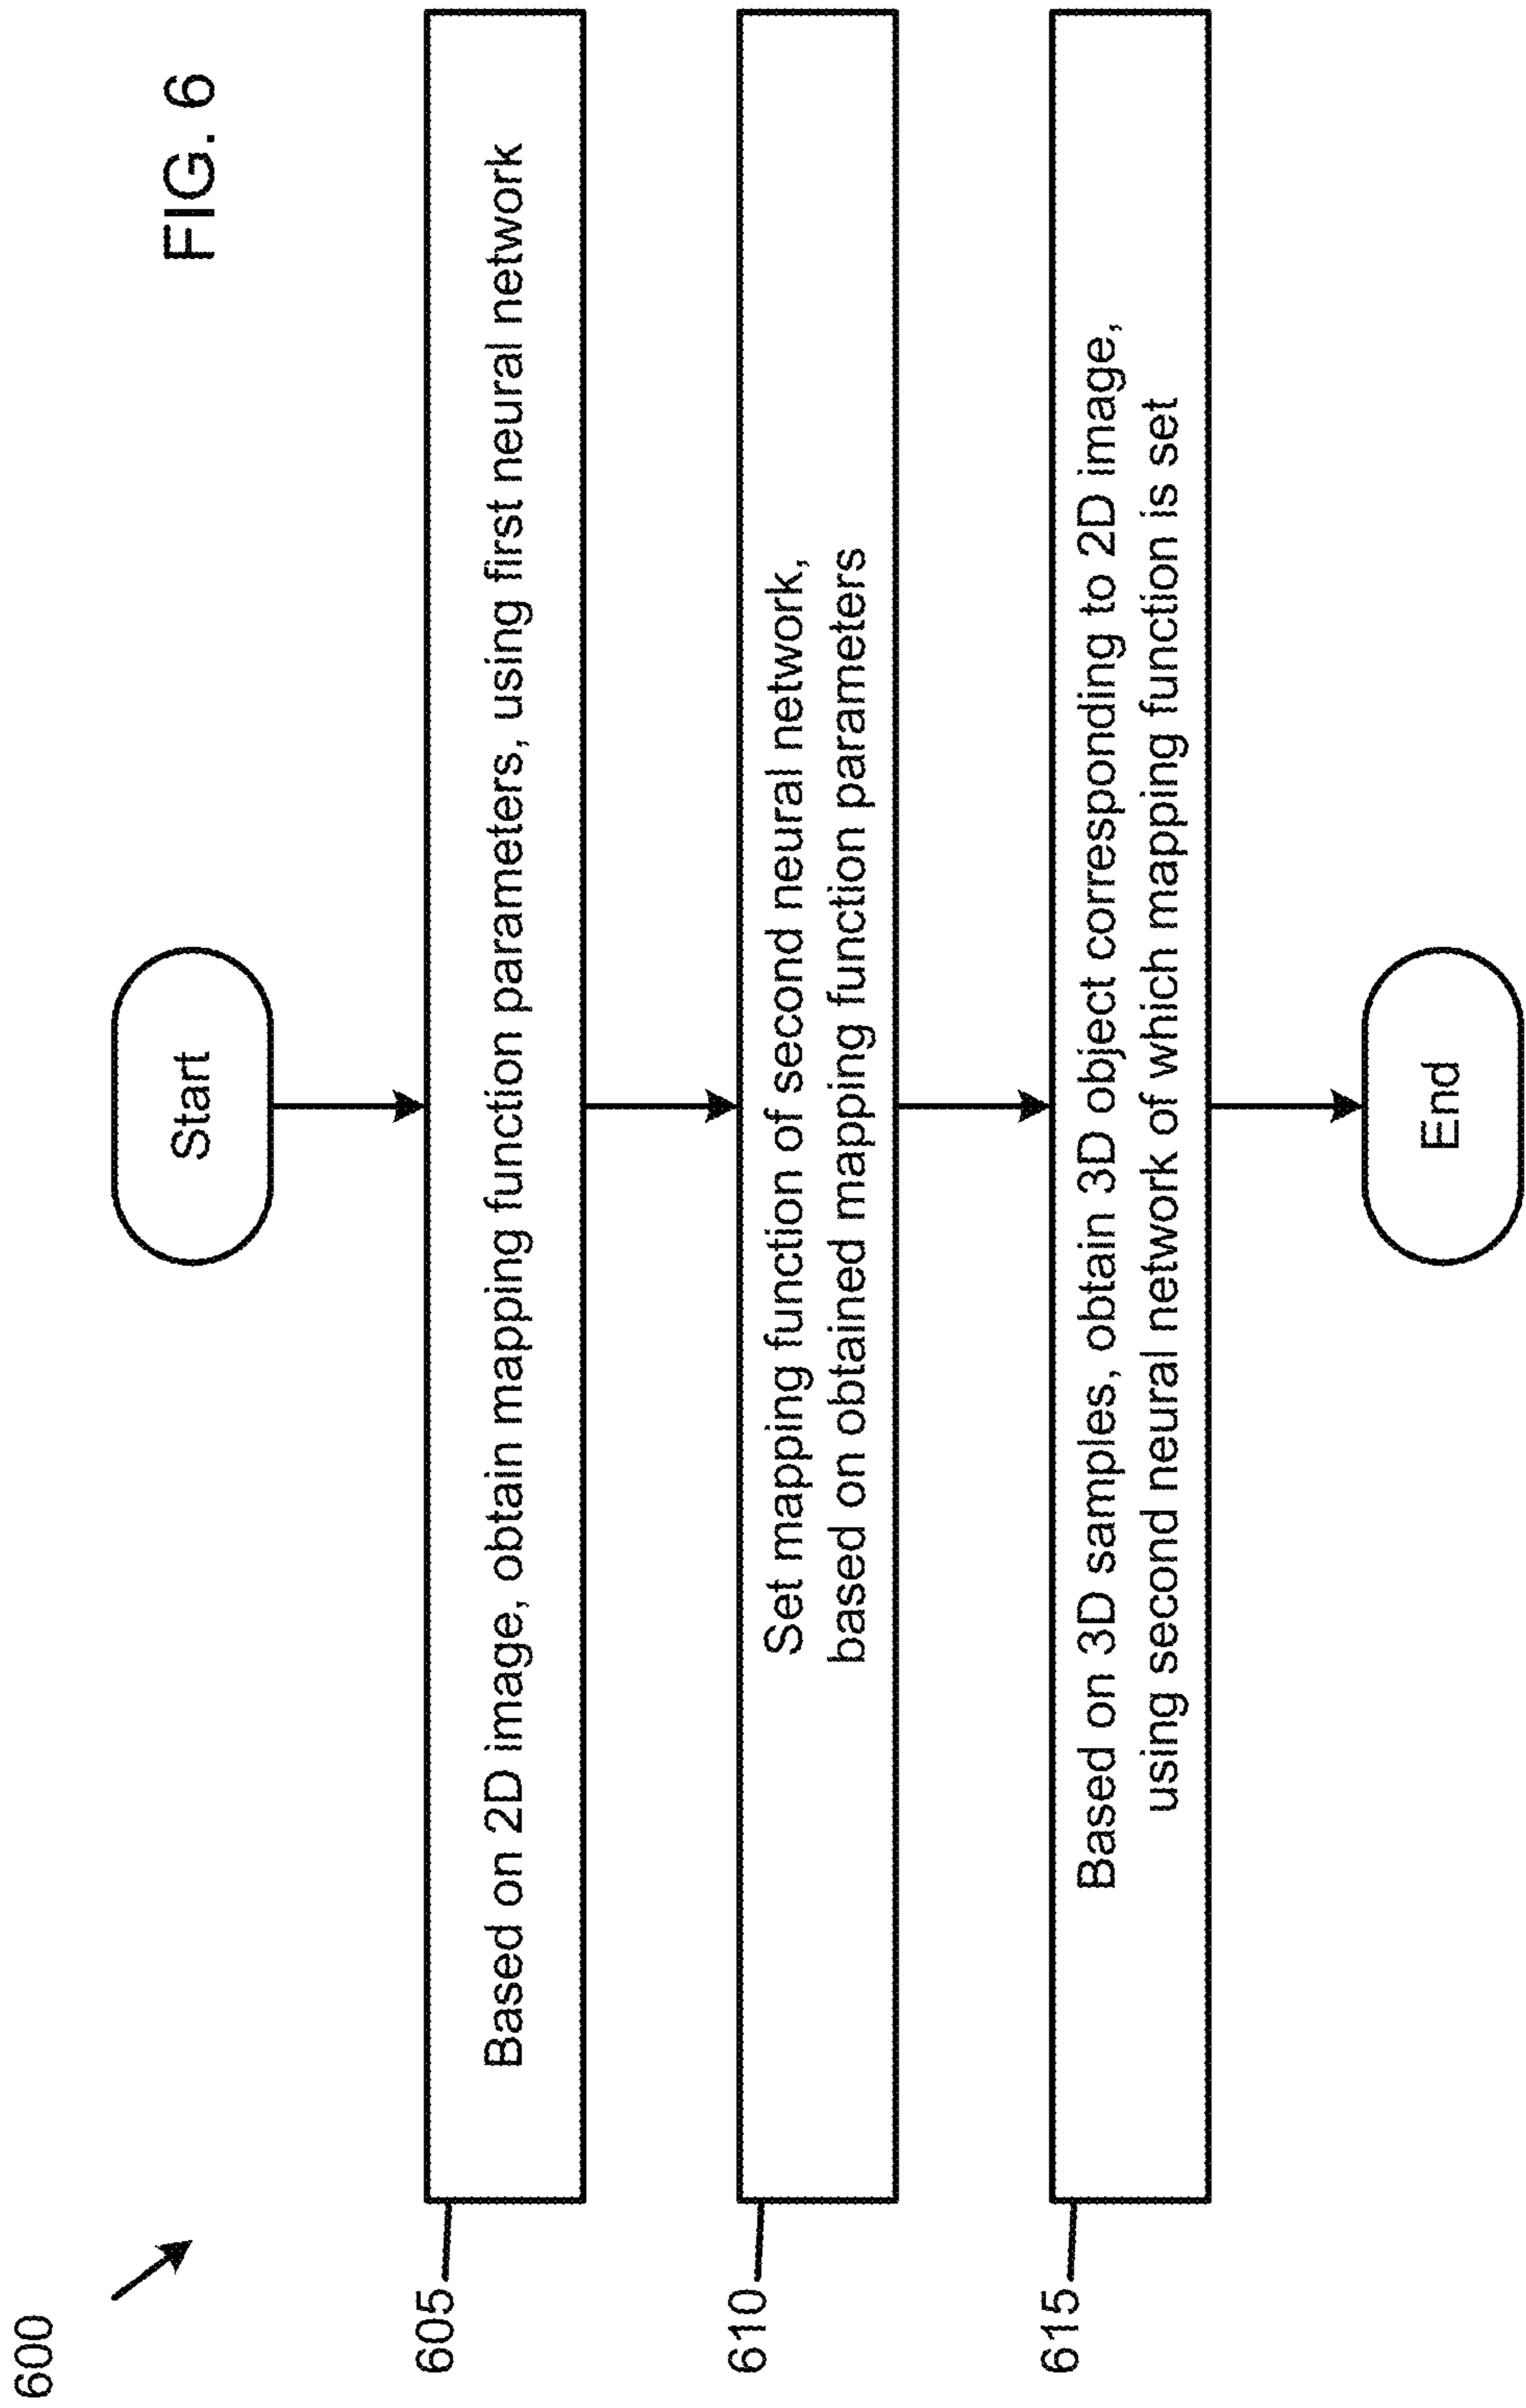 600
FIG. 6
Start
605
Based on 2D image, obtain mapping function parameters, using first neural network
610
Set mapping function of second neural network,
based on obtained mapping function parameters
615
Based on 3D samples, obtain 3D object corresponding to 2D image,
using second neural network of which mapping function is set
End